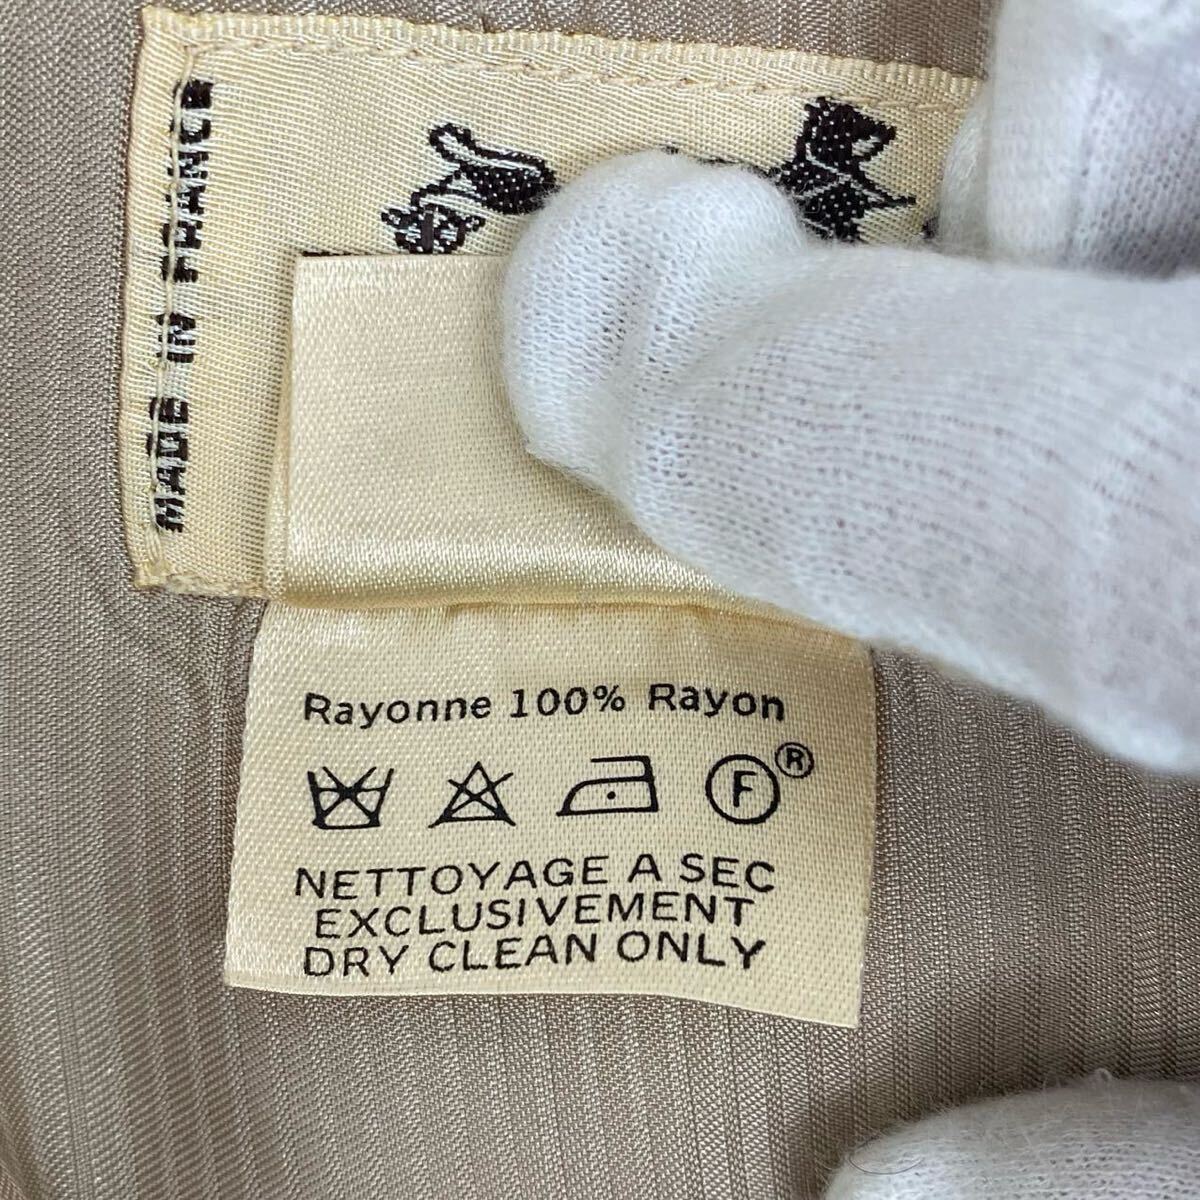 MADE IN FRANCE
Rayonne 100% Rayon
F®
NETTOYAGE A SEC
EXCLUSIVEMENT
DRY CLEAN ONLY